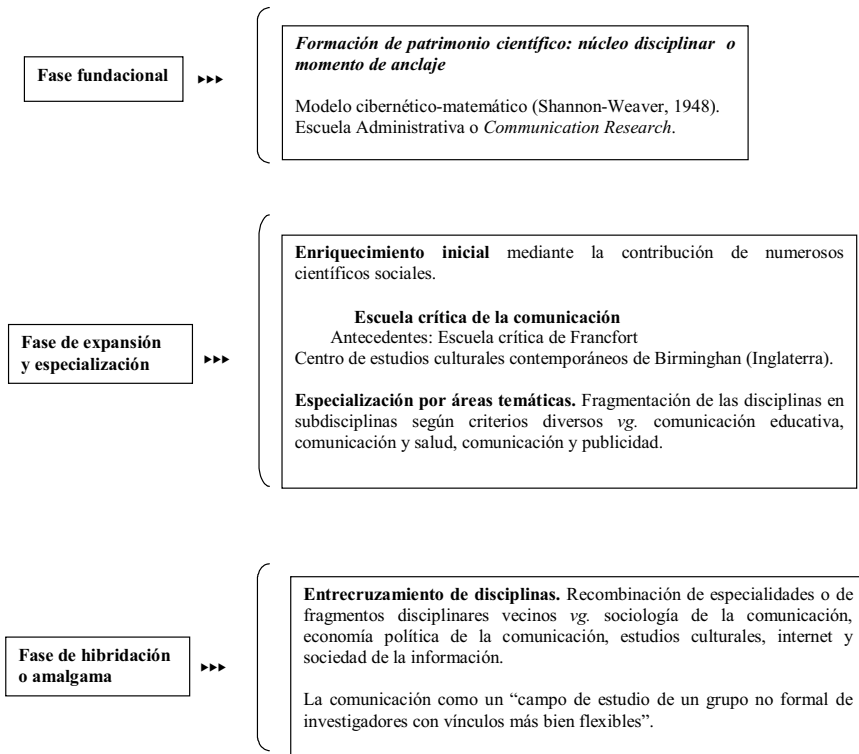 Fase fundacional
▸▸▸
Formación de patrimonio científico: núcleo disciplinar o
momento de anclaje
Modelo cibernético-matemático (Shannon-Weaver, 1948).
Escuela Administrativa o Communication Research.
Fase de expansión
y especialización
▸▸▸
Enriquecimiento inicial mediante la contribución de numerosos
científicos sociales.
Escuela crítica de la comunicación
Antecedentes: Escuela crítica de Francfort
Centro de estudios culturales contemporáneos de Birminghan (Inglaterra).
Especialización por áreas temáticas. Fragmentación de las disciplinas en
subdisciplinas según criterios diversos vg. comunicación educativa,
comunicación y salud, comunicación y publicidad.
Fase de hibridación
o amalgama
▸▸▸
Entrecruzamiento de disciplinas. Recombinación de especialidades o de
fragmentos disciplinares vecinos vg. sociología de la comunicación,
economía política de la comunicación, estudios culturales, internet y
sociedad de la información.
La comunicación como un “campo de estudio de un grupo no formal de
investigadores con vínculos más bien flexibles”.